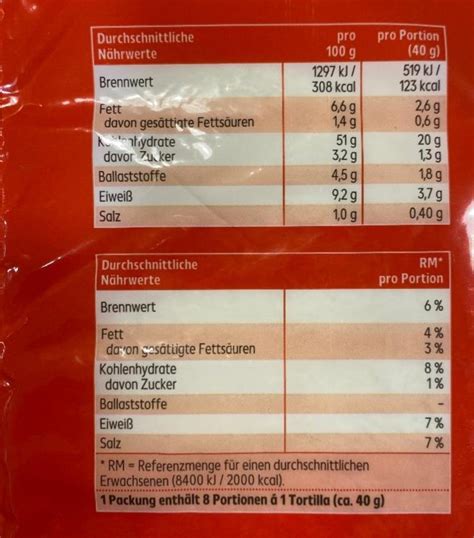 Durchschnittliche Nährwerte pro 100 g pro Portion (40 g)
Brennwert 1297 kJ / 308 kcal 519 kJ / 123 kcal
Fett 6,6 g 2,6 g
davon gesättigte Fettsäuren 1,4 g 0,6 g
Kohlenhydrate 51 g 20 g
davon Zucker 3,2 g 1,3 g
Ballaststoffe 4,5 g 1,8 g
Eiweiß 9,2 g 3,7 g
Salz 1,0 g 0,40 g
Durchschnittliche Nährwerte RM* pro Portion
Brennwert 6 %
Fett 4 %
davon gesättigte Fettsäuren 3 %
Kohlenhydrate 8 %
davon Zucker 1 %
Ballaststoffe -
Eiweiß 7 %
Salz 7 %
* RM = Referenzmenge für einen durchschnittlichen
Erwachsenen (8400 kJ / 2000 kcal).
1 Packung enthält 8 Portionen á 1 Tortilla (ca. 40 g)